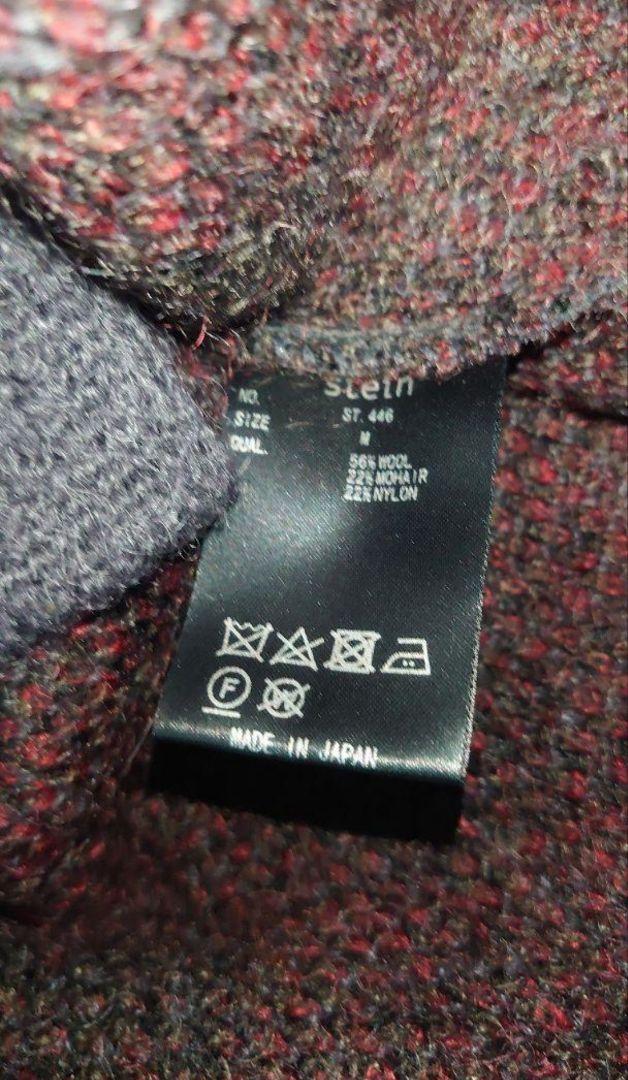 stein
NO. ST.446
SIZE M
QUAL. 56%WOOL
22%MOHAIR
22%NYLON
F
W
MADE IN JAPAN